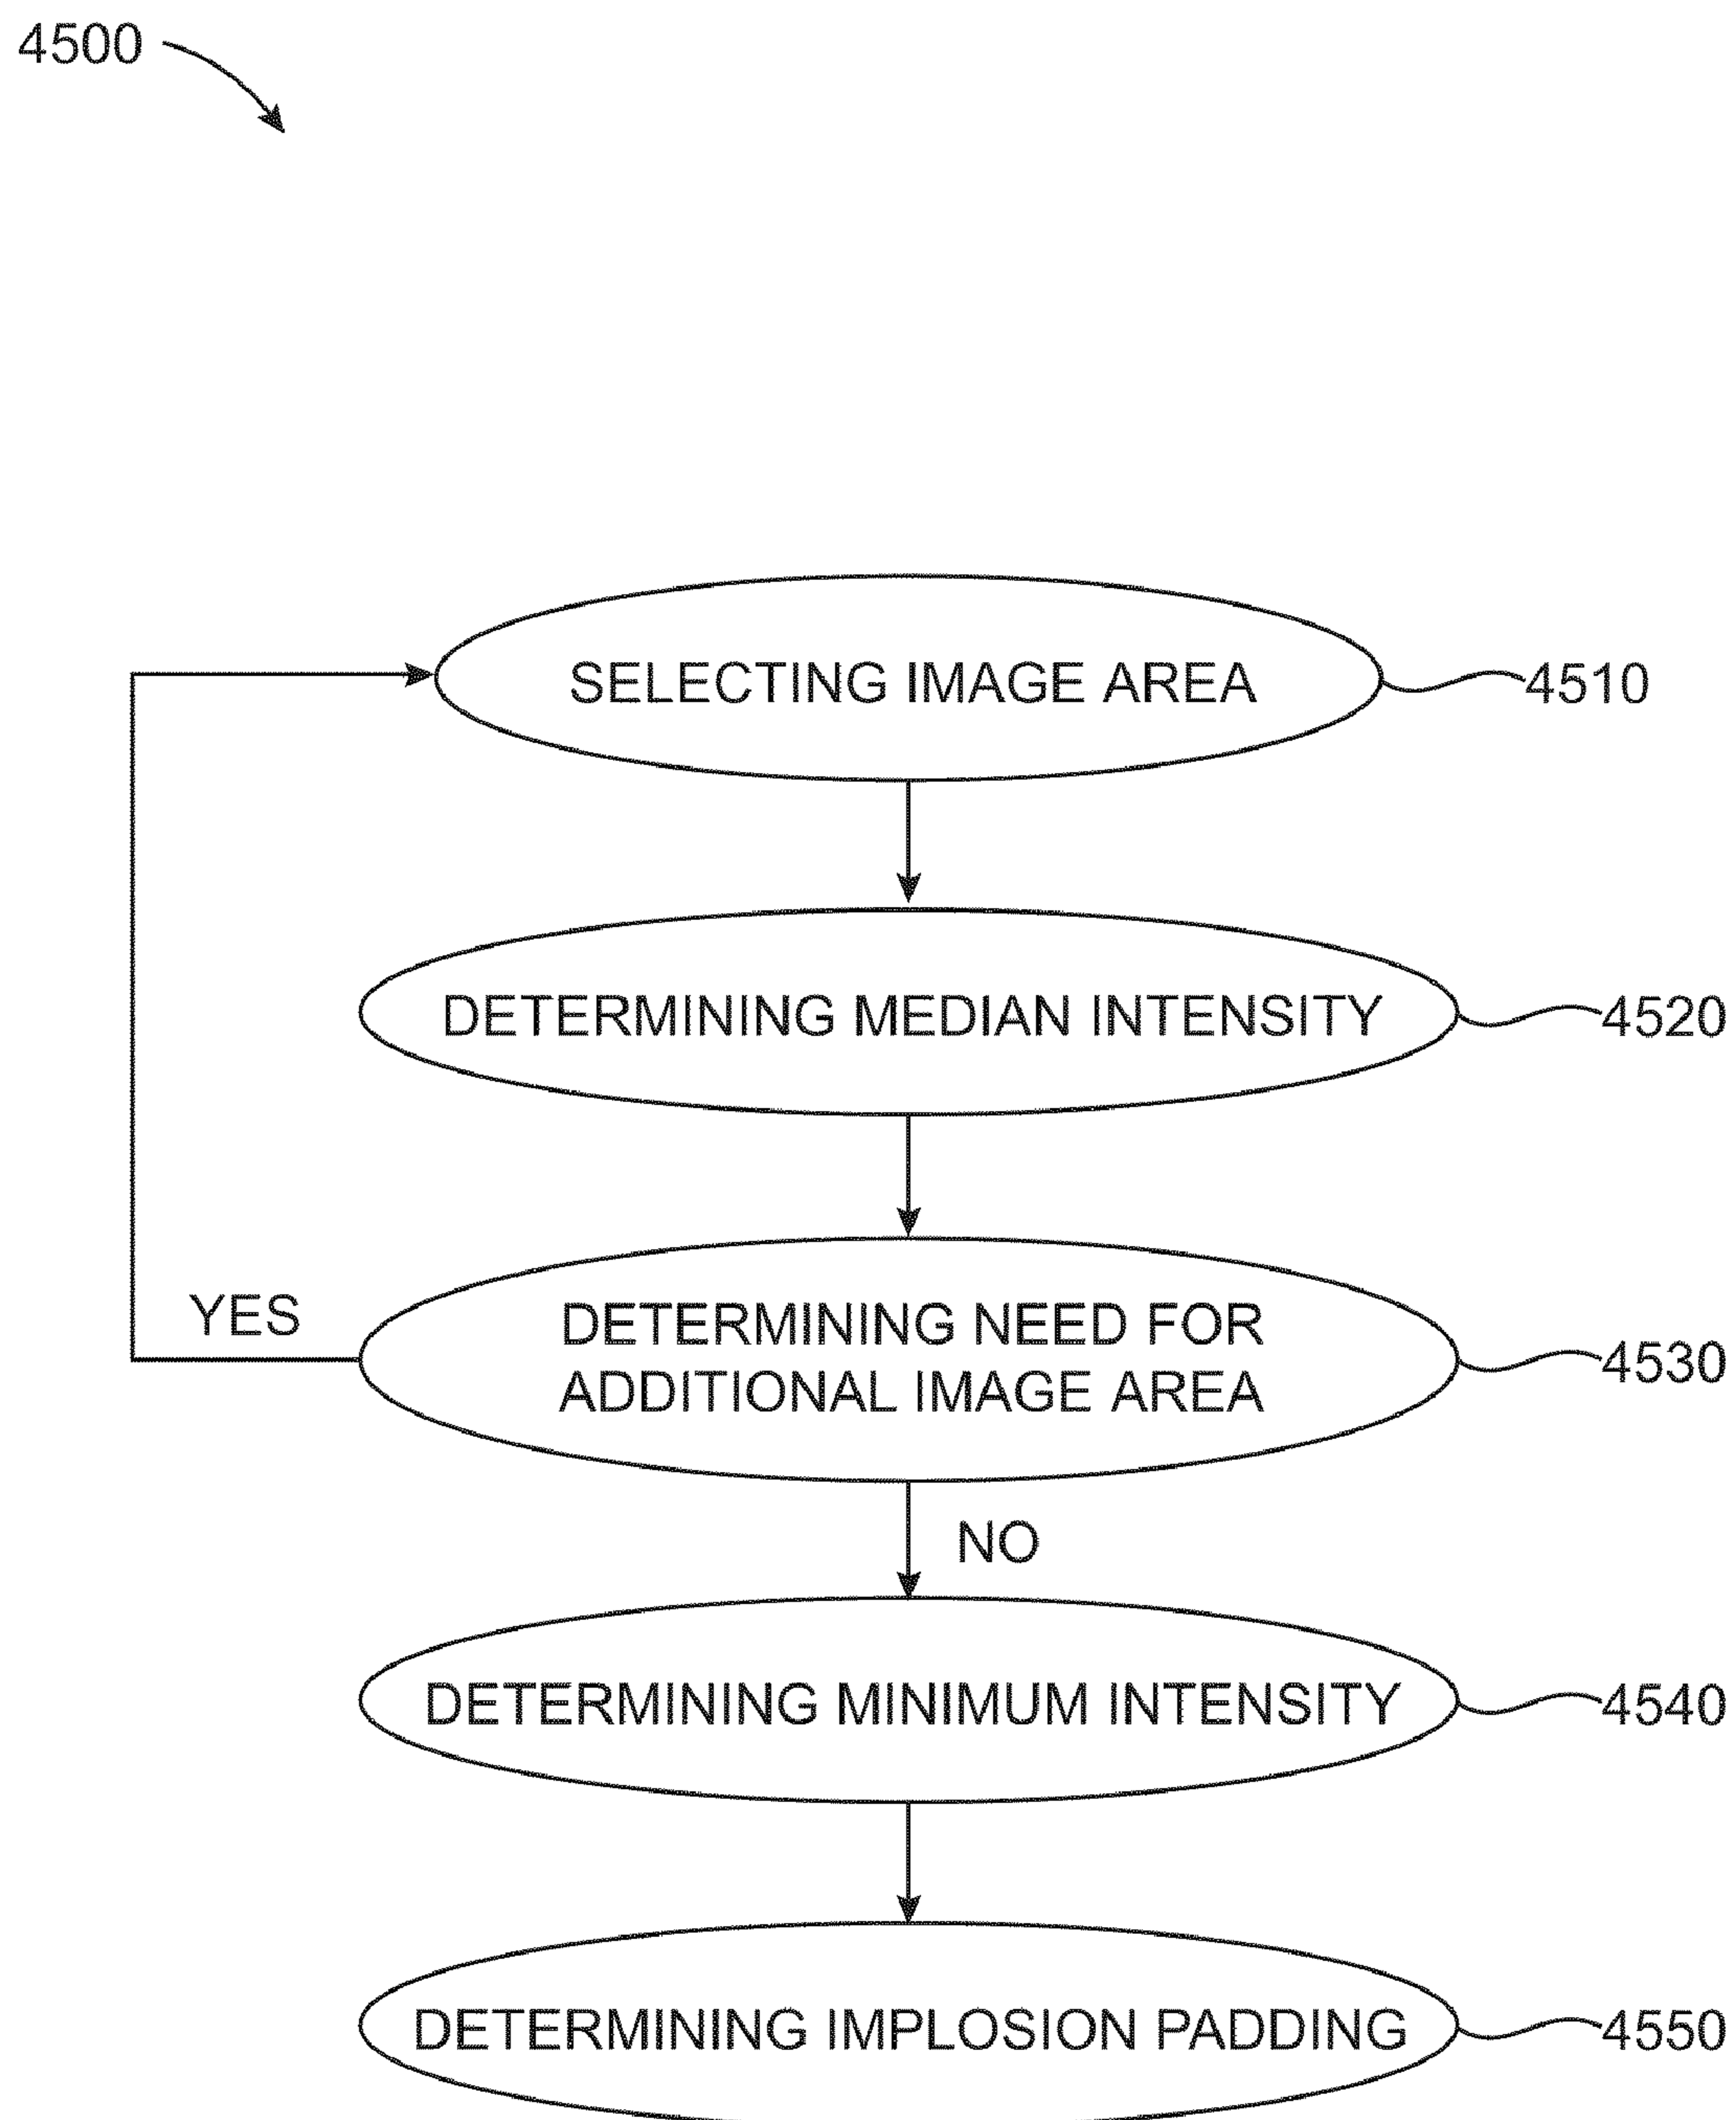 4500
SELECTING IMAGE AREA
4510
DETERMINING MEDIAN INTENSITY
4520
DETERMINING NEED FOR
ADDITIONAL IMAGE AREA
4530
YES
NO
DETERMINING MINIMUM INTENSITY
4540
DETERMINING IMPLOSION PADDING
4550